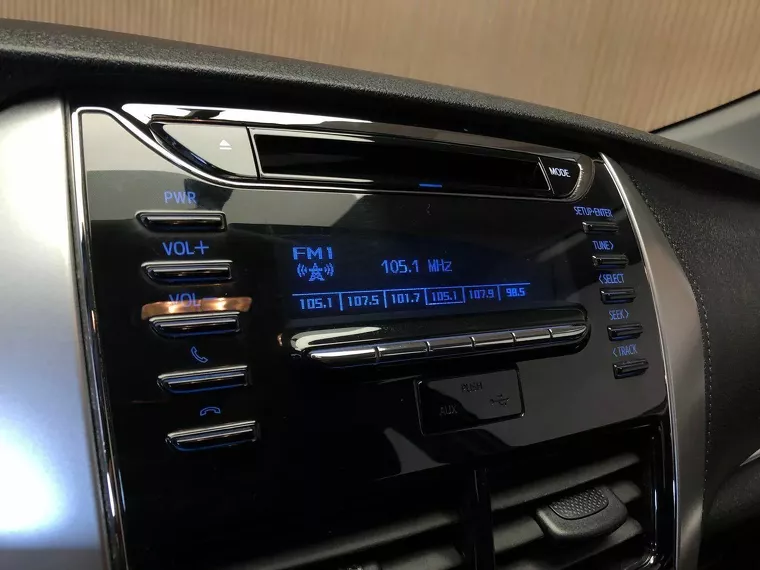 MODE
PWR
SETUP·ENTER
VOL+
FM1
105.1 MHz
TUNE>
<SELECT
VOL−
105.1 107.5 101.7 105.1 107.9 98.5
SEEK>
<TRACK
PUSH
AUX